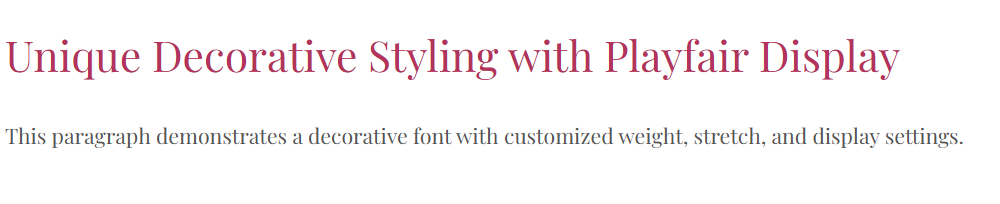 Unique Decorative Styling with Playfair Display
This paragraph demonstrates a decorative font with customized weight, stretch, and display settings.